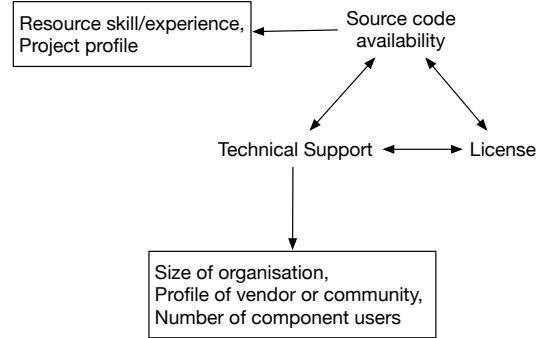 Resource skill/experience,
Project profile
Source code
availability
Technical Support
License
Size of organisation,
Profile of vendor or community,
Number of component users